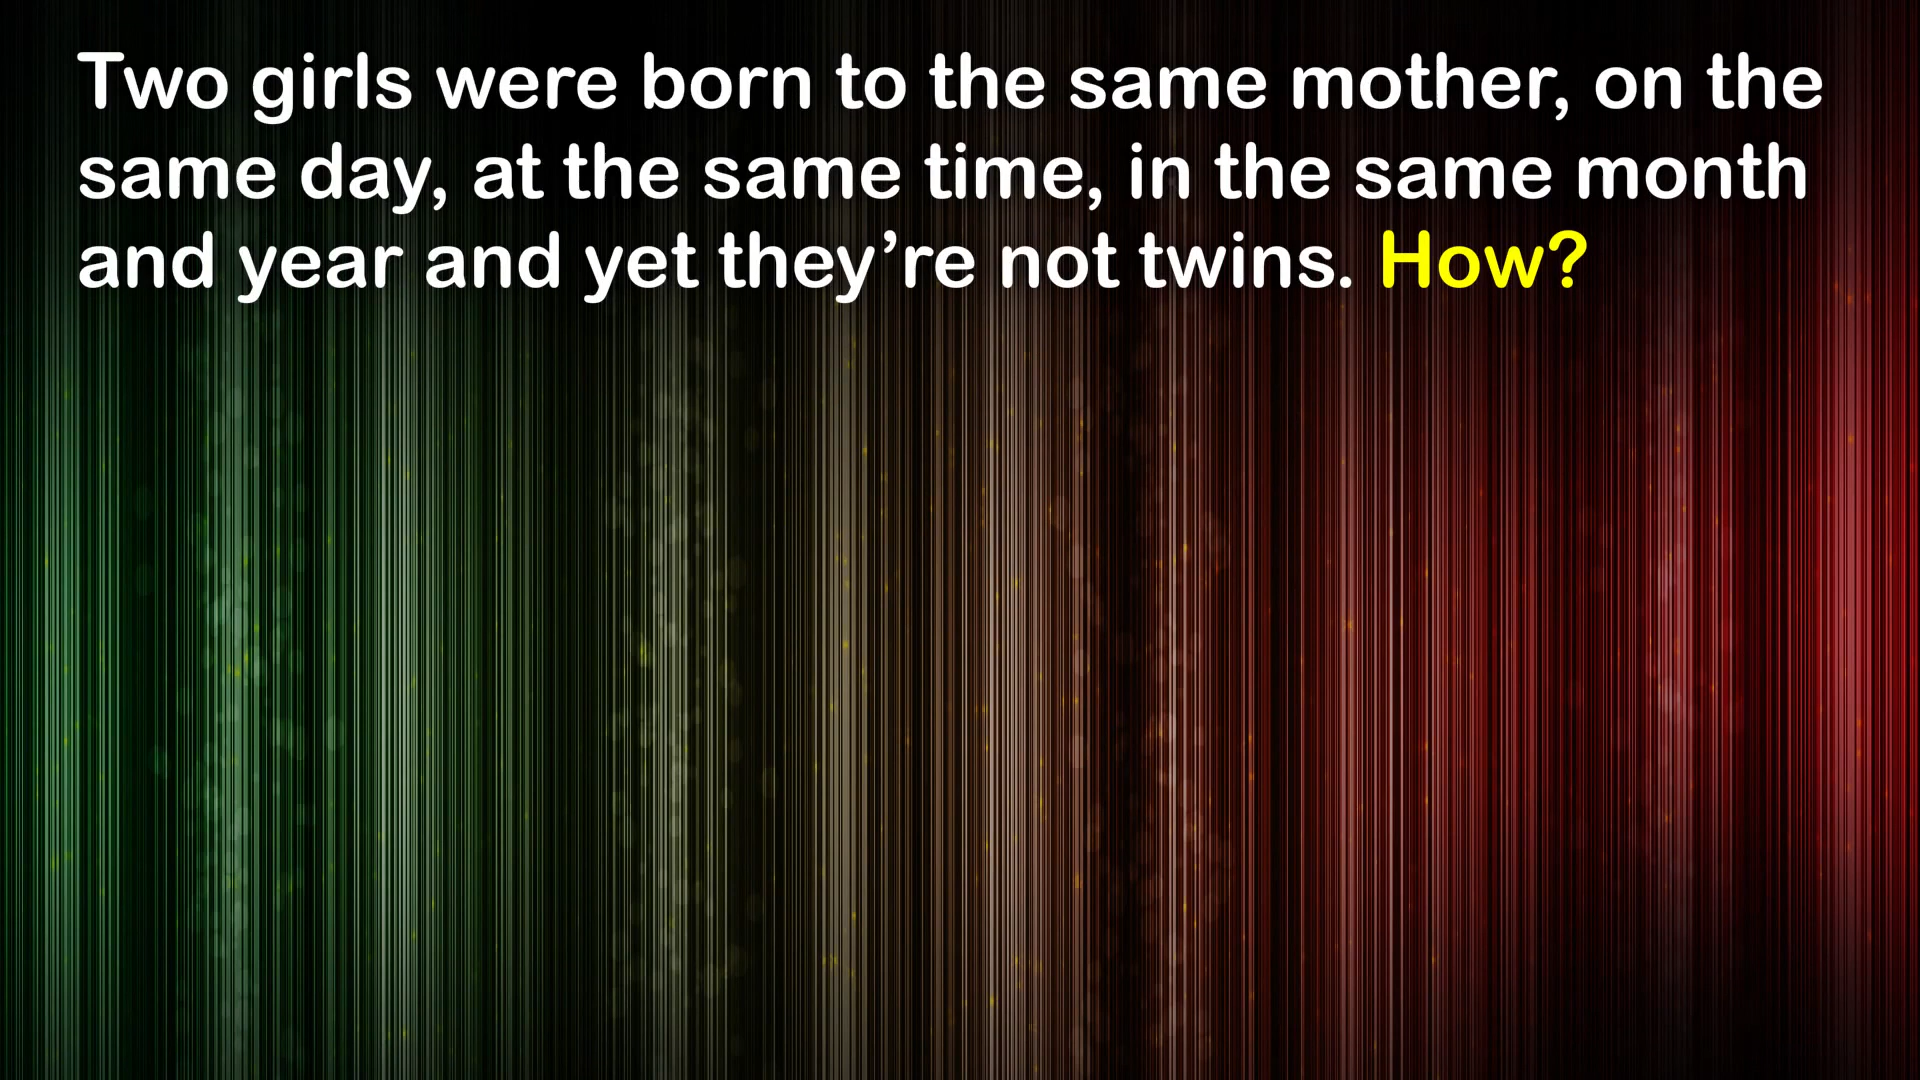 Two girls were born to the same mother, on the
same day, at the same time, in the same month
and year and yet they’re not twins. How?